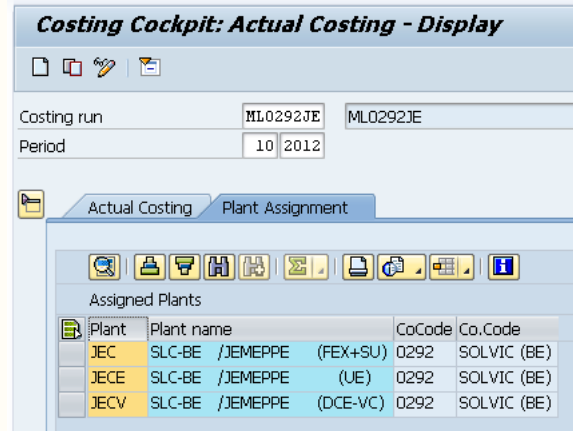 Costing Cockpit: Actual Costing - Display
Costing run ML0292JE ML0292JE
Period 10 2012
Actual Costing Plant Assignment
Assigned Plants
Plant Plant name CoCode Co.Code
JEC SLC-BE /JEMEPPE (FEX+SU) 0292 SOLVIC (BE)
JECE SLC-BE /JEMEPPE (UE) 0292 SOLVIC (BE)
JECV SLC-BE /JEMEPPE (DCE-VC) 0292 SOLVIC (BE)